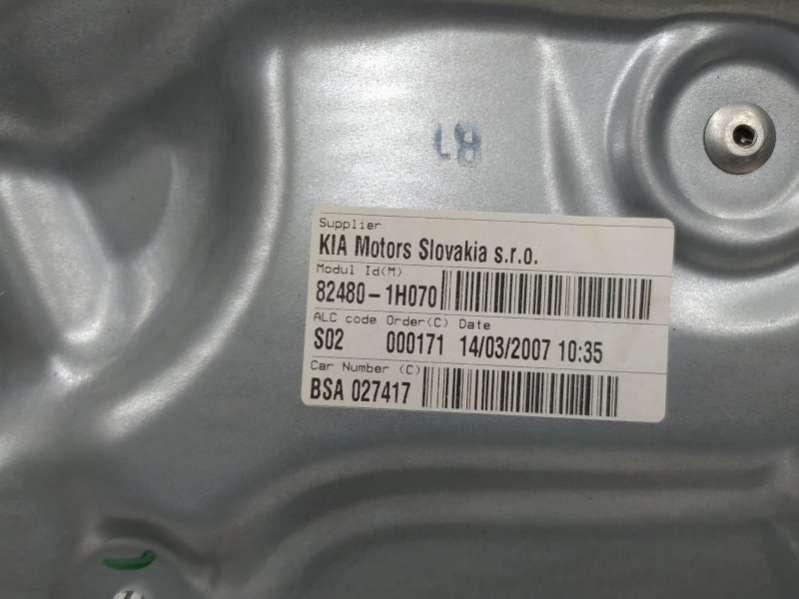 L8
Supplier
KIA Motors Slovakia s.r.o.
Modul Id(M)
82480-1H070
ALC code Order(C) Date
S02 000171 14/03/2007 10:35
Car Number (C)
BSA 027417